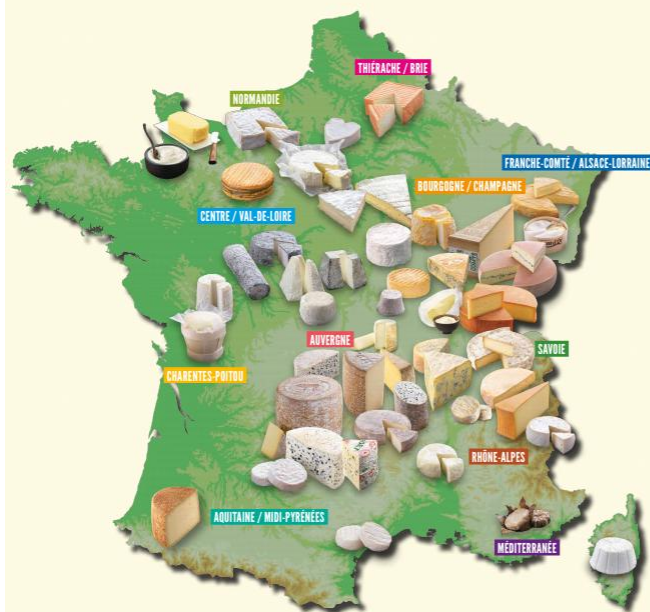 THIÉRACHE / BRIE
NORMANDIE
FRANCHE-COMTÉ / ALSACE-LORRAINE
BOURGOGNE / CHAMPAGNE
CENTRE / VAL-DE-LOIRE
AUVERGNE
SAVOIE
CHARENTES-POITOU
RHÔNE-ALPES
AQUITAINE / MIDI-PYRÉNÉES
MÉDITERRANÉE